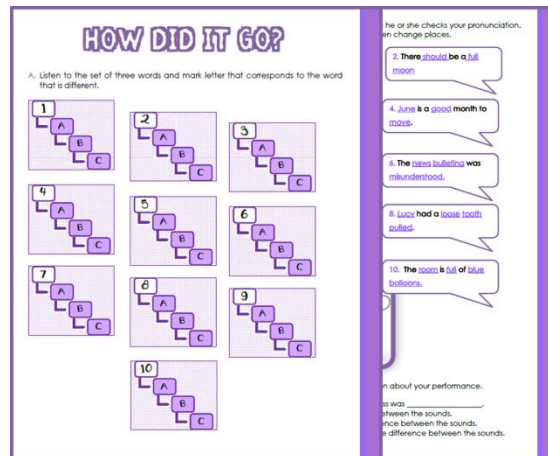 HOW DID IT GO?
A. Listen to the set of three words and mark letter that corresponds to the word
that is different.
1
A
B
C
2
A
B
C
3
A
B
C
4
A
B
C
5
A
B
C
6
A
B
C
7
A
B
C
8
A
B
C
9
A
B
C
10
A
B
C
he or she checks your pronunciation.
en change places.
2. There should be a full
moon
4. June is a good month to
move.
6. The news bulleting was
misunderstood.
8. Lucy had a loose tooth
pulled.
10. The room is full of blue
balloons.
n about your performance.
ss was ____________________.
etween the sounds.
ence between the sounds.
e difference between the sounds.